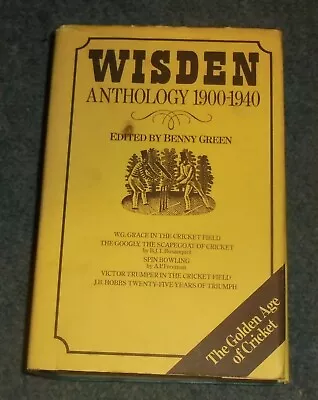 WISDEN
ANTHOLOGY 1900-1940
EDITED BY BENNY GREEN
W.G. GRACE IN THE CRICKET FIELD
THE GOOGLY, THE SCAPEGOAT OF CRICKET
by B.J.T. Bosanquet
SPIN BOWLING
by A.P. Freeman
VICTOR TRUMPER IN THE CRICKET FIELD
J.B. HOBBS TWENTY-FIVE YEARS OF TRIUMPH
The Golden Age
of Cricket